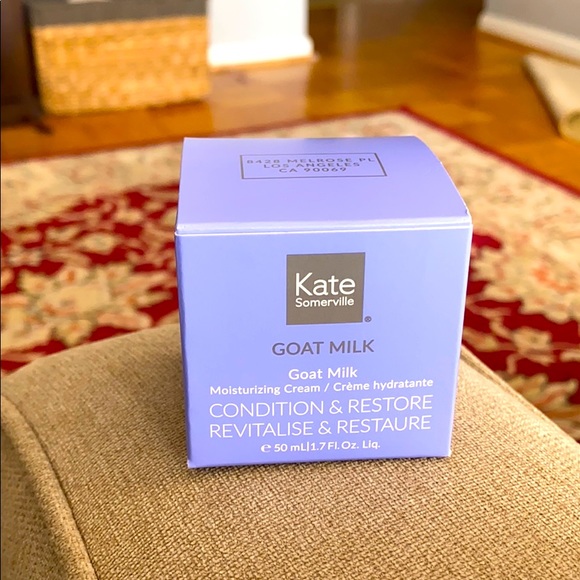 8428 MELROSE PL
LOS ANGELES
CA 90069
Kate
Somerville
®
GOAT MILK
Goat Milk
Moisturizing Cream / Crème hydratante
CONDITION & RESTORE
REVITALISE & RESTAURE
℮ 50 mL|1.7 Fl. Oz. Liq.